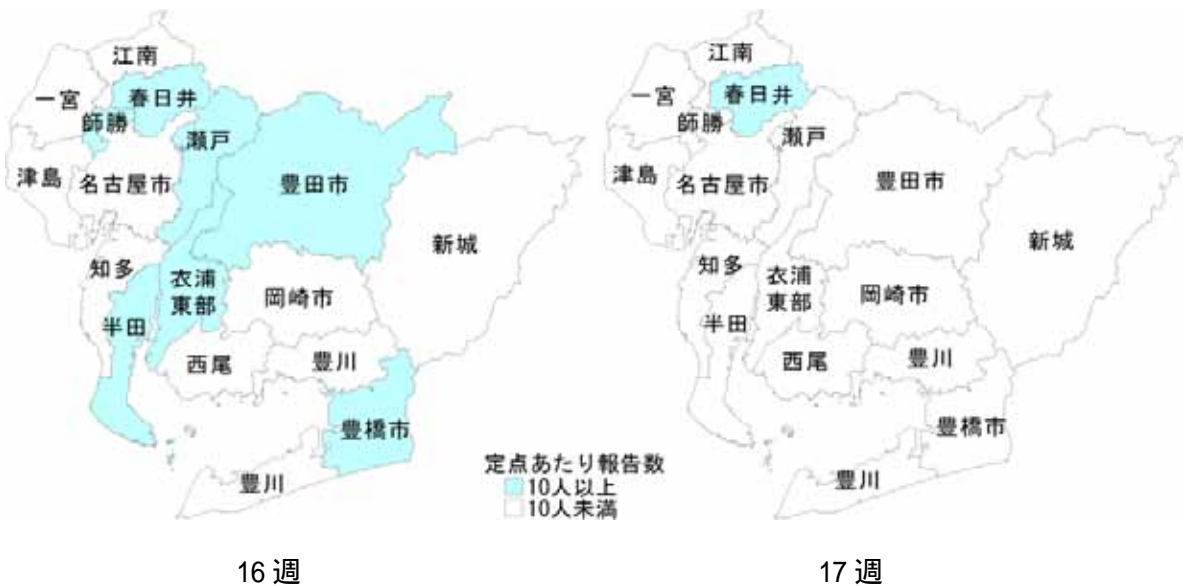 江南
一宮
春日井
師勝
瀬戸
津島
名古屋市
豊田市
新城
知多
衣浦
東部
岡崎市
半田
西尾
豊川
豊橋市
豊川
定点あたり報告数
10人以上
10人未満
16週
江南
一宮
春日井
師勝
瀬戸
津島
名古屋市
豊田市
新城
知多
衣浦
東部
岡崎市
半田
西尾
豊川
豊橋市
豊川
17週